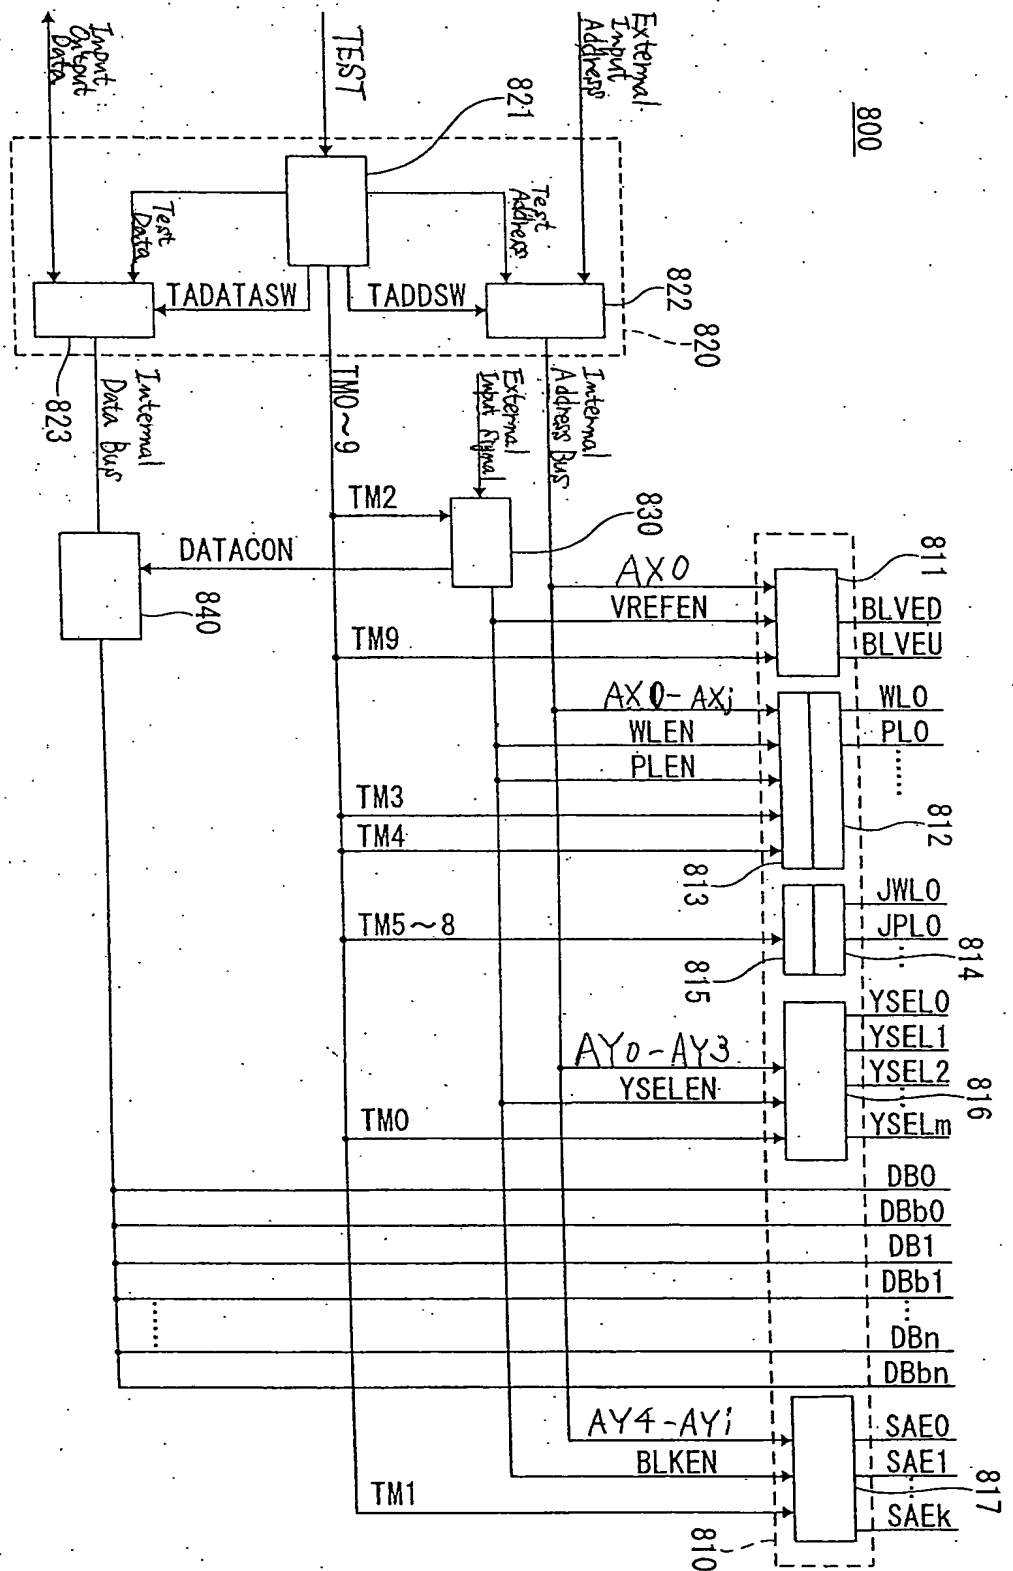 800
External
Input
Address
TEST
Input
Output
Data
821
Test
Address
Test
Data
TADATASW
TADDSW
822
820
823
Internal
Data Bus
TM0~9
External
Input Signal
Internal
Address Bus
TM2
830
DATACON
840
AX0
VREFEN
TM9
811
BLVED
BLVEU
AX0-AXj
WLEN
PLEN
TM3
TM4
WL0
PL0
......
812
813
TM5~8
JWL0
JPL0
...
814
815
AY0-AY3
YSELEN
TM0
YSEL0
YSEL1
YSEL2
...
YSELm
816
DB0
DBb0
DB1
DBb1
...
DBn
DBbn
......
AY4-AYi
BLKEN
TM1
SAE0
SAE1
...
SAEk
817
810